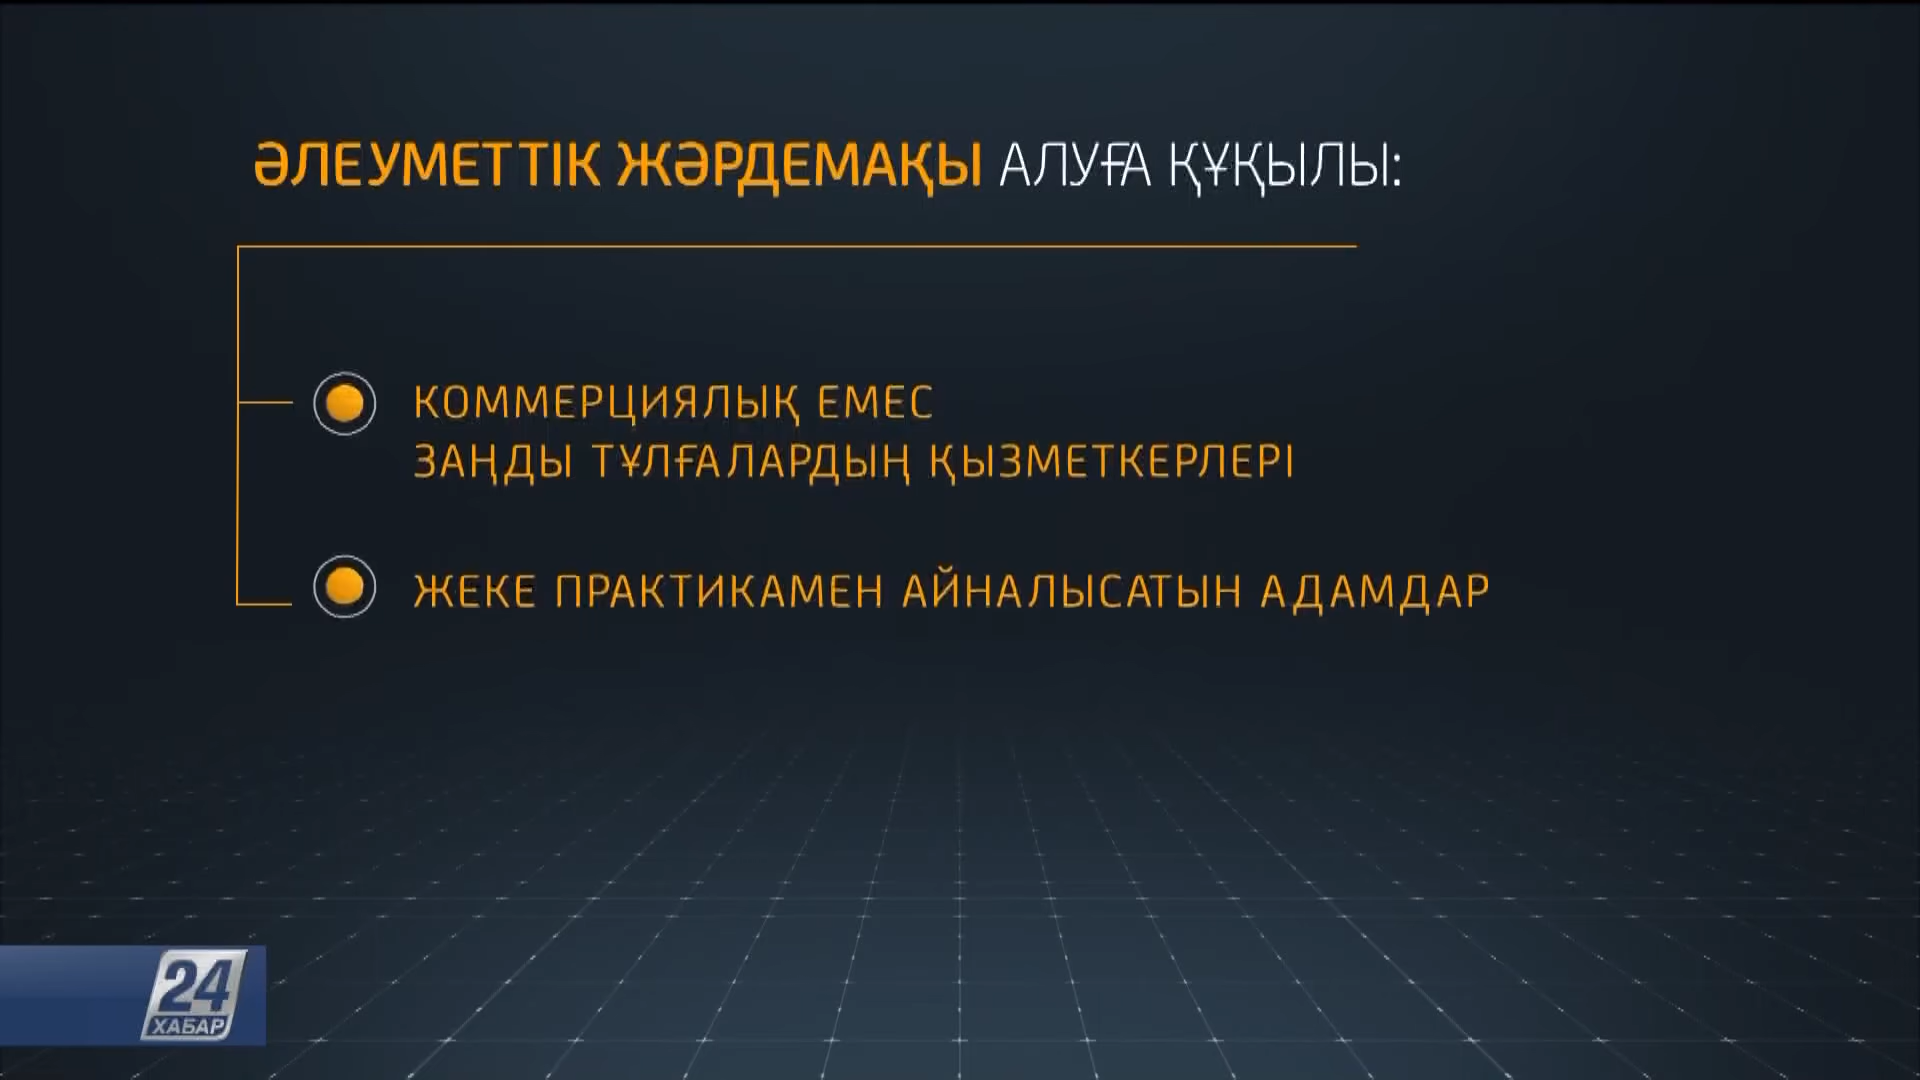 ӘЛЕУМЕТТІК ЖӘРДЕМАҚЫ АЛУҒА ҚҰҚЫЛЫ:
КОММЕРЦИЯЛЫҚ ЕМЕС
ЗАҢДЫ ТҰЛҒАЛАРДЫҢ ҚЫЗМЕТКЕРЛЕРІ
ЖЕКЕ ПРАКТИКАМЕН АЙНАЛЫСАТЫН АДАМДАР
24
ХАБАР